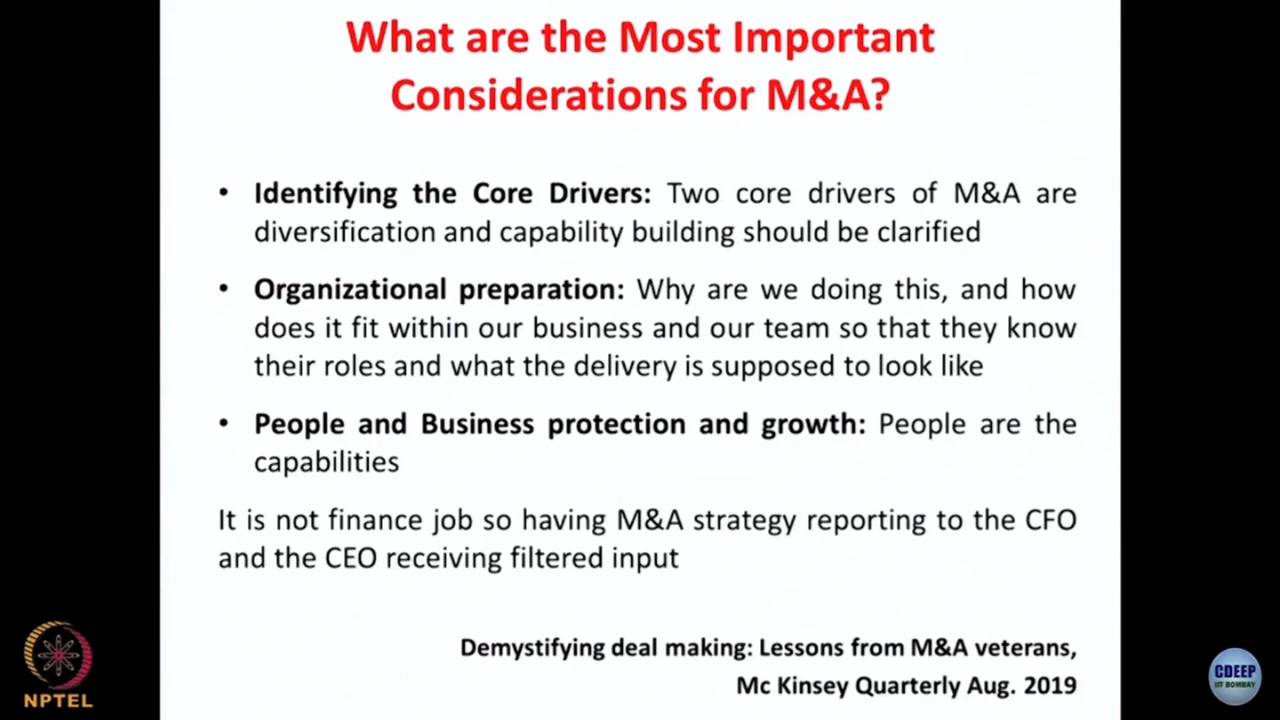 What are the Most Important
Considerations for M&A?
• Identifying the Core Drivers: Two core drivers of M&A are
diversification and capability building should be clarified
• Organizational preparation: Why are we doing this, and how
does it fit within our business and our team so that they know
their roles and what the delivery is supposed to look like
• People and Business protection and growth: People are the
capabilities
It is not finance job so having M&A strategy reporting to the CFO
and the CEO receiving filtered input
Demystifying deal making: Lessons from M&A veterans,
Mc Kinsey Quarterly Aug. 2019
NPTEL
CDEEP
IIT BOMBAY